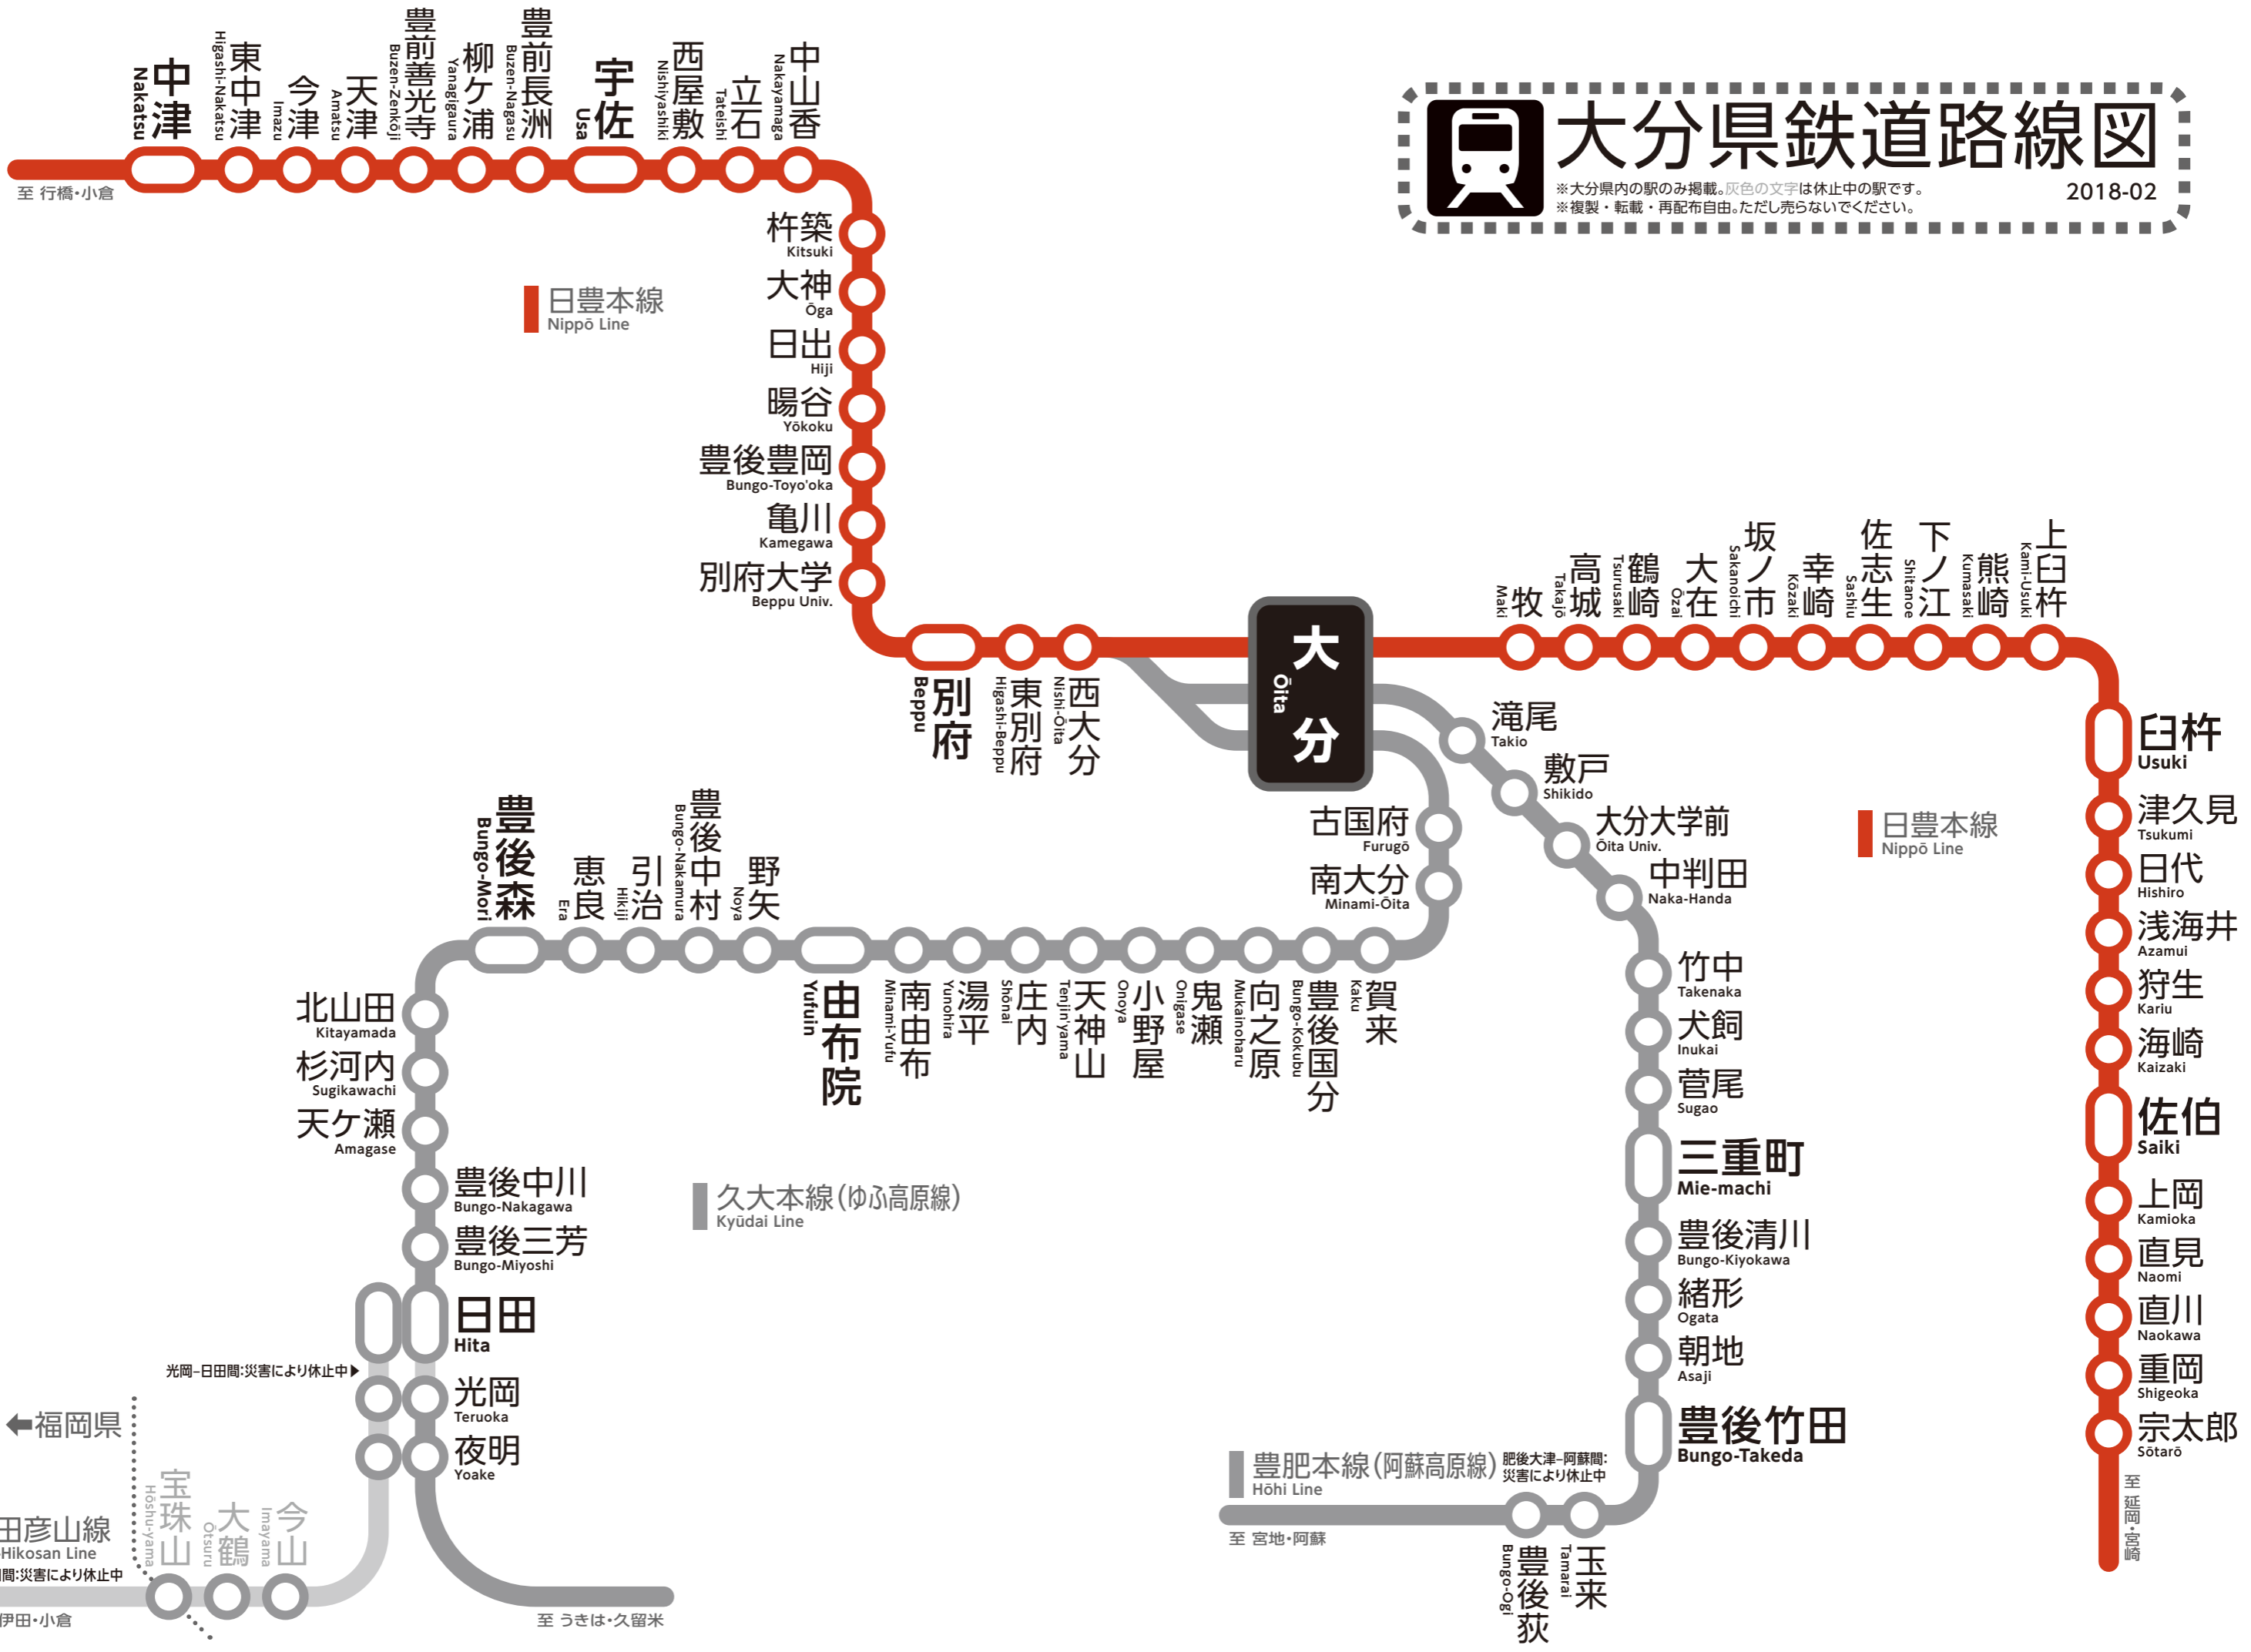 大分県鉄道路線図
※大分県内の駅のみ掲載。灰色の文字は休止中の駅です。
※複製・転載・再配布自由。ただし売らないでください。
2018-02
中津
Nakatsu
東中津
Higashi-Nakatsu
今津
Imazu
天津
Amatsu
豊前善光寺
Buzen-Zenkōji
柳ケ浦
Yanagigaura
豊前長洲
Buzen-Nagasu
宇佐
Usa
西屋敷
Nishiyashiki
立石
Tateishi
中山香
Nakayamaga
至 行橋・小倉
杵築
Kitsuki
大神
Ōga
日出
Hiji
暘谷
Yōkoku
豊後豊岡
Bungo-Toyo'oka
亀川
Kamegawa
別府大学
Beppu Univ.
日豊本線
Nippō Line
別府
Beppu
東別府
Higashi-Beppu
西大分
Nishi-Ōita
大分
Ōita
牧
Maki
高城
Takajō
鶴崎
Tsurusaki
大在
Ōzai
坂ノ市
Sakanoichi
幸崎
Kōzaki
佐志生
Sashiu
下ノ江
Shitanoe
熊崎
Kumasaki
上臼杵
Kami-Usuki
臼杵
Usuki
津久見
Tsukumi
日代
Hishiro
浅海井
Azamui
狩生
Kariu
海崎
Kaizaki
佐伯
Saiki
上岡
Kamioka
直見
Naomi
直川
Naokawa
重岡
Shigeoka
宗太郎
Sōtarō
至 延岡・宮崎
日豊本線
Nippō Line
滝尾
Takio
敷戸
Shikido
大分大学前
Ōita Univ.
中判田
Naka-Handa
竹中
Takenaka
犬飼
Inukai
菅尾
Sugao
三重町
Mie-machi
豊後清川
Bungo-Kiyokawa
緒形
Ogata
朝地
Asaji
豊後竹田
Bungo-Takeda
玉来
Tamarai
豊後荻
Bungo-Ogi
豊肥本線(阿蘇高原線)
Hōhi Line
肥後大津–阿蘇間:
災害により休止中
至 宮地・阿蘇
古国府
Furugō
南大分
Minami-Ōita
賀来
Kaku
豊後国分
Bungo-Kokubu
向之原
Mukainoharu
鬼瀬
Onigase
小野屋
Onoya
天神山
Tenjin'yama
庄内
Shōnai
湯平
Yunohira
南由布
Minami-Yufu
由布院
Yufuin
野矢
Noya
豊後中村
Bungo-Nakamura
引治
Hikiji
恵良
Era
豊後森
Bungo-Mori
北山田
Kitayamada
杉河内
Sugikawachi
天ケ瀬
Amagase
豊後中川
Bungo-Nakagawa
豊後三芳
Bungo-Miyoshi
日田
Hita
光岡
Teruoka
夜明
Yoake
久大本線(ゆふ高原線)
Kyūdai Line
光岡–日田間:災害により休止中▶
至 うきは・久留米
←福岡県
今山
Imayama
大鶴
Ōtsuru
宝珠山
Hōshu-yama
田彦山線
-Hikosan Line
間:災害により休止中
伊田・小倉